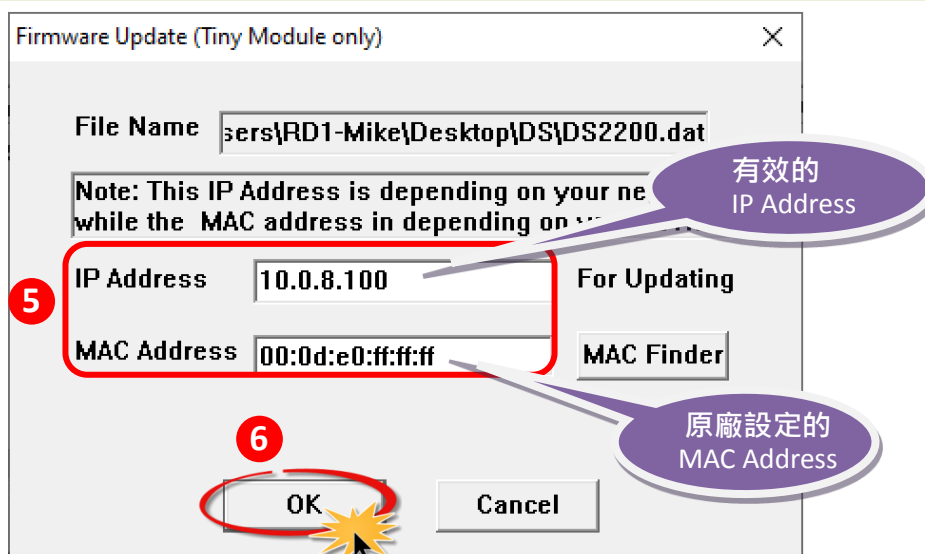 Firmware Update (Tiny Module only)
File Name
sers\RD1-Mike\Desktop\DS\DS2200.dat
Note: This IP Address is depending on your
while the MAC address in depending on
有效的
IP Address
5
IP Address
10.0.8.100
For Updating
MAC Address
00:0d:e0:ff:ff:ff
MAC Finder
原廠設定的
MAC Address
6
OK
Cancel